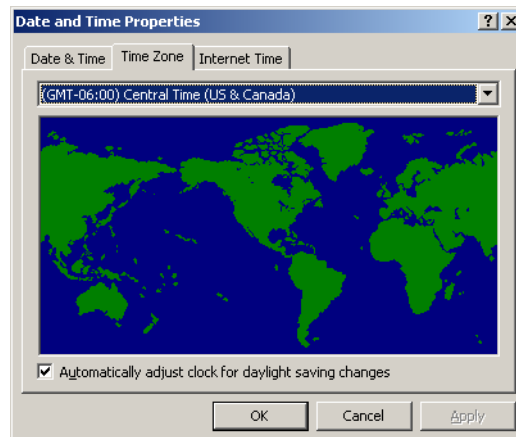 Date and Time Properties
Date & Time Time Zone Internet Time
(GMT-06:00) Central Time (US & Canada)
Automatically adjust clock for daylight saving changes
OK Cancel Apply